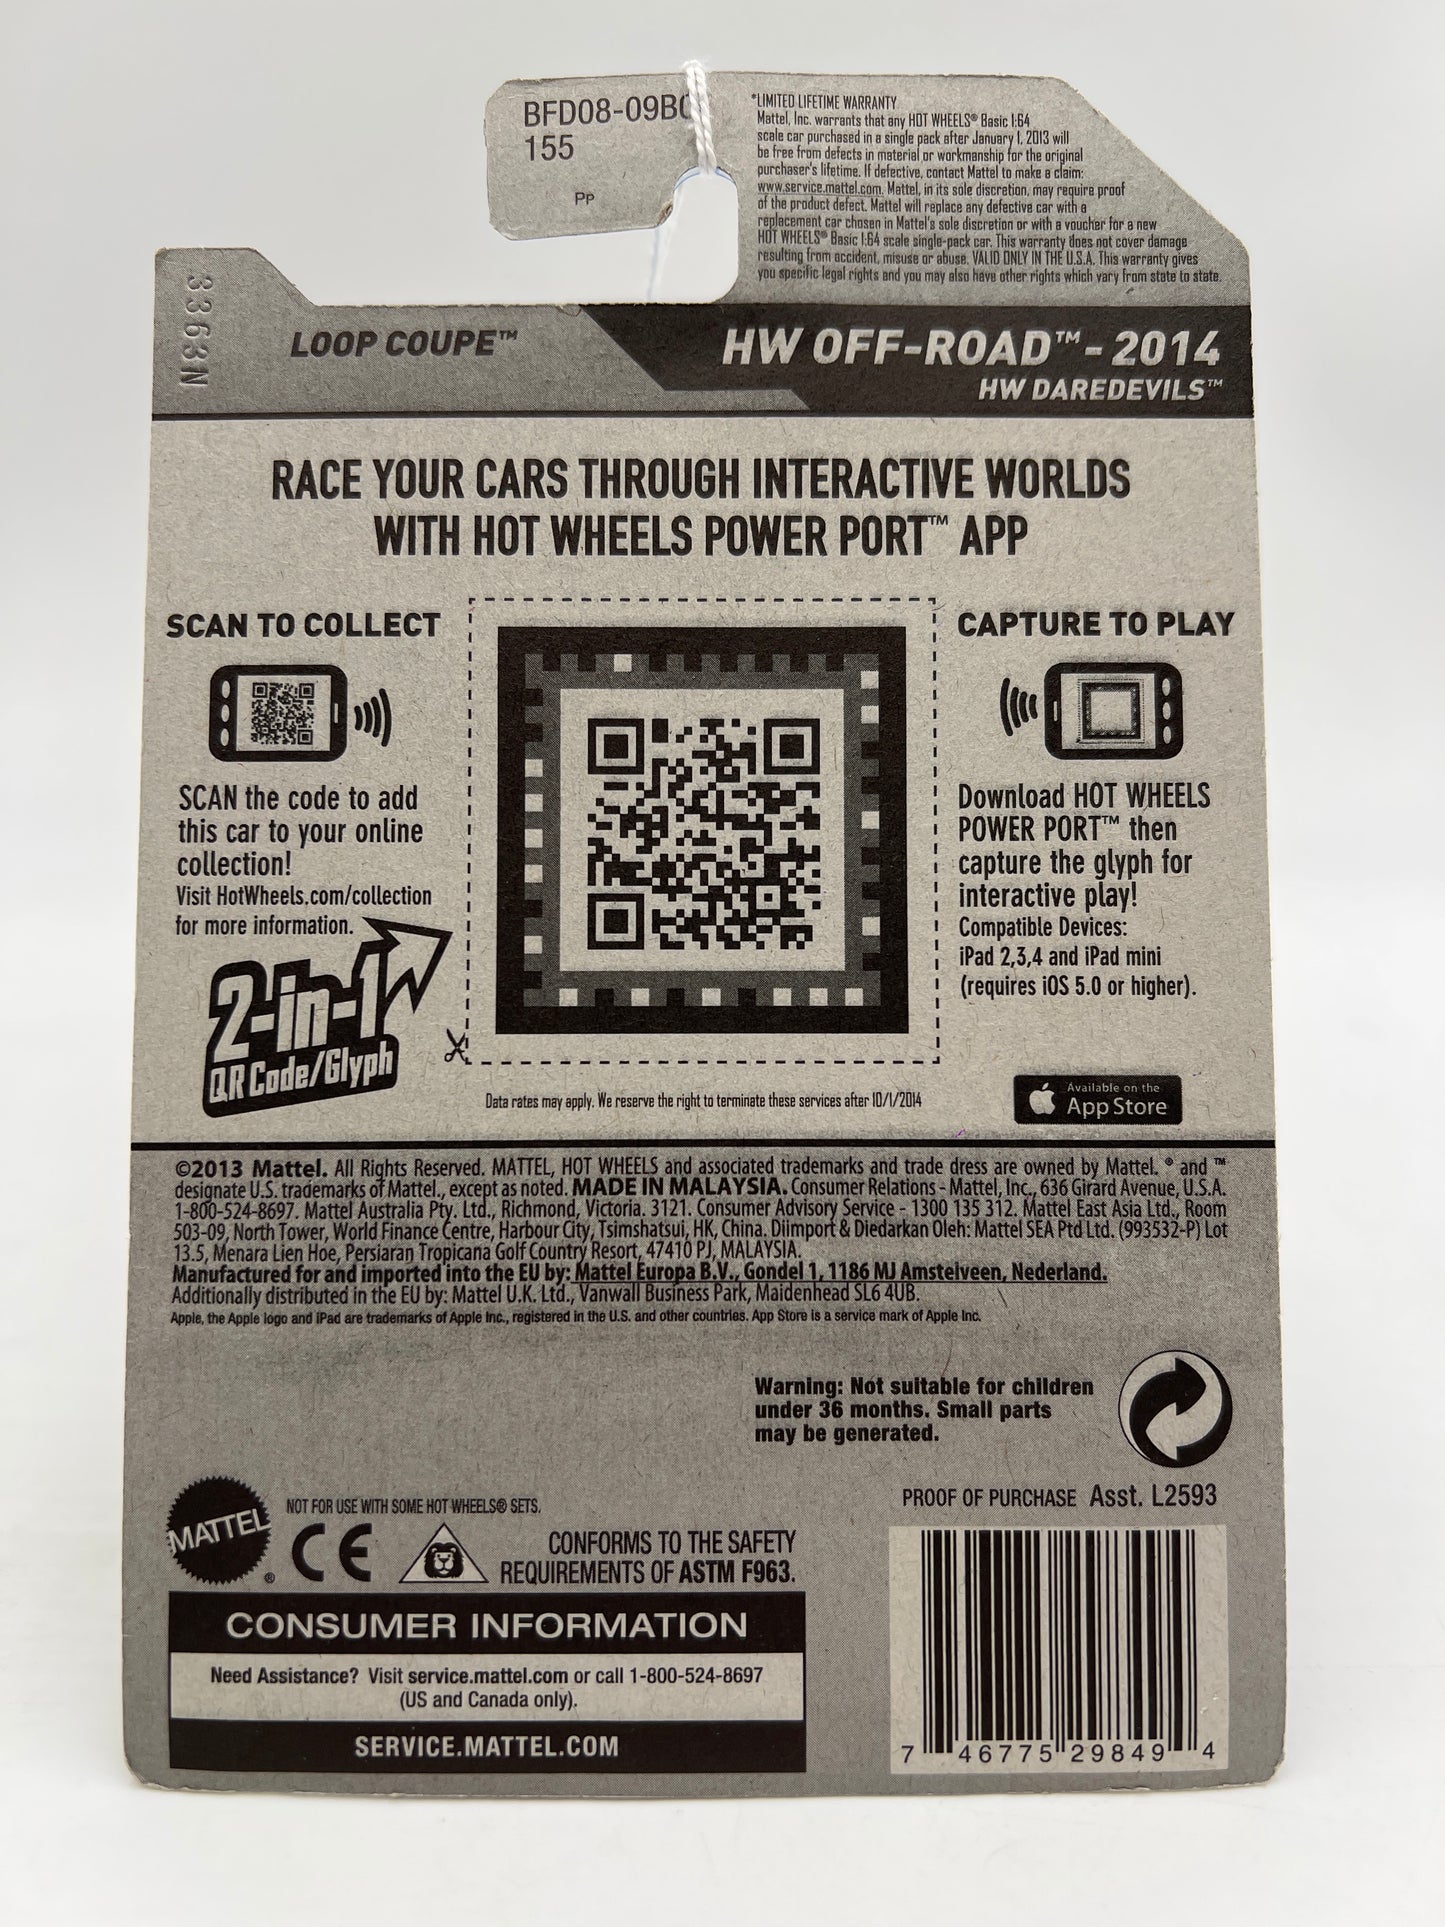 BFD08-09B0
155
Pp
*LIMITED LIFETIME WARRANTY
Mattel, Inc. warrants that any HOT WHEELS® Basic 1:64
scale car purchased in a single pack after January 1, 2013 will
be free from defects in material or workmanship for the original
purchaser's lifetime. If defective, contact Mattel to make a claim:
www.service.mattel.com. Mattel, in its sole discretion, may require proof
of the product defect. Mattel will replace any defective car with a
replacement car chosen in Mattel's sole discretion or with a voucher for a new
HOT WHEELS® Basic 1:64 scale single-pack car. This warranty does not cover damage
resulting from accident, misuse or abuse. VALID ONLY IN THE U.S.A. This warranty gives
you specific legal rights and you may also have other rights which vary from state to state.
3363N
LOOP COUPE™
HW OFF-ROAD™ - 2014
HW DAREDEVILS™
RACE YOUR CARS THROUGH INTERACTIVE WORLDS
WITH HOT WHEELS POWER PORT™ APP
SCAN TO COLLECT
SCAN the code to add
this car to your online
collection!
Visit HotWheels.com/collection
for more information.
2-in-1
QR Code/Glyph
CAPTURE TO PLAY
Download HOT WHEELS
POWER PORT™ then
capture the glyph for
interactive play!
Compatible Devices:
iPad 2,3,4 and iPad mini
(requires iOS 5.0 or higher).
Available on the
App Store
Data rates may apply. We reserve the right to terminate these services after 10/1/2014
©2013 Mattel. All Rights Reserved. MATTEL, HOT WHEELS and associated trademarks and trade dress are owned by Mattel. ® and ™
designate U.S. trademarks of Mattel., except as noted. MADE IN MALAYSIA. Consumer Relations - Mattel, Inc., 636 Girard Avenue, U.S.A.
1-800-524-8697. Mattel Australia Pty. Ltd., Richmond, Victoria. 3121. Consumer Advisory Service - 1300 135 312. Mattel East Asia Ltd., Room
503-09, North Tower, World Finance Centre, Harbour City, Tsimshatsui, HK, China. Diimport & Diedarkan Oleh: Mattel SEA Ptd Ltd. (993532-P) Lot
13.5, Menara Lien Hoe, Persiaran Tropicana Golf Country Resort, 47410 PJ, MALAYSIA.
Manufactured for and imported into the EU by: Mattel Europa B.V., Gondel 1, 1186 MJ Amstelveen, Nederland.
Additionally distributed in the EU by: Mattel U.K. Ltd., Vanwall Business Park, Maidenhead SL6 4UB.
Apple, the Apple logo and iPad are trademarks of Apple Inc., registered in the U.S. and other countries. App Store is a service mark of Apple Inc.
Warning: Not suitable for children
under 36 months. Small parts
may be generated.
MATTEL®
NOT FOR USE WITH SOME HOT WHEELS® SETS.
CE
CONFORMS TO THE SAFETY
REQUIREMENTS OF ASTM F963.
PROOF OF PURCHASE Asst. L2593
CONSUMER INFORMATION
Need Assistance? Visit service.mattel.com or call 1-800-524-8697
(US and Canada only).
SERVICE.MATTEL.COM
7 46775 29849 4